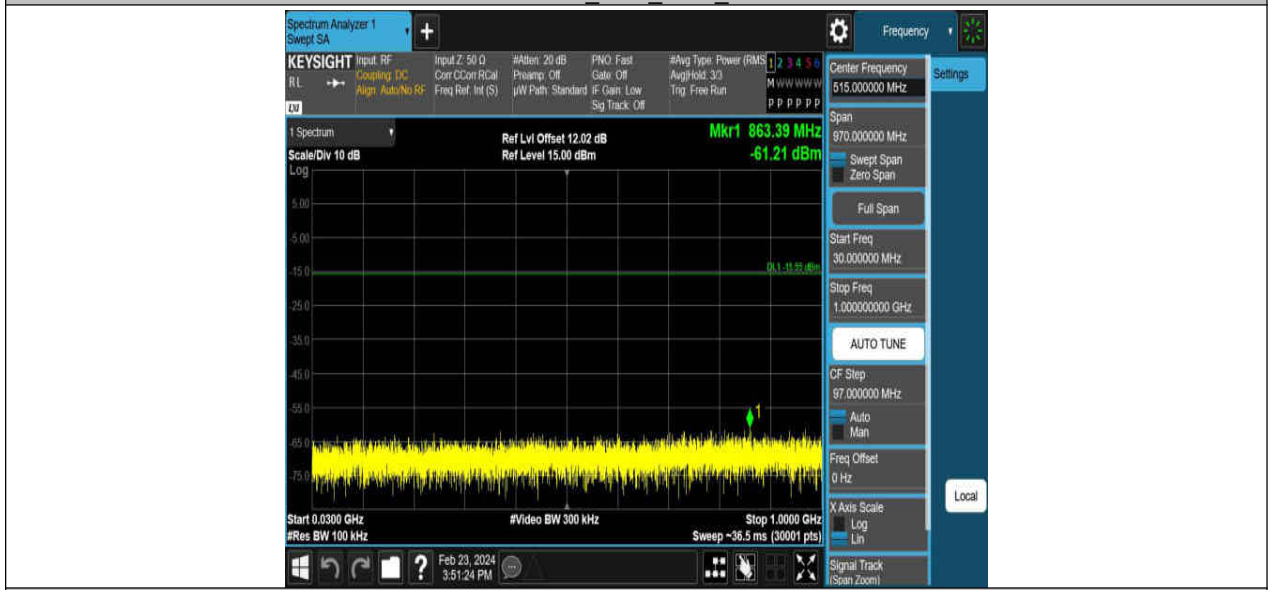 Spectrum Analyzer 1
Swept SA
+
Frequency
KEYSIGHT
RL
LXI
Input: RF
Coupling: DC
Align: Auto/No RF
Input Z: 50 Ω
Corr CCorr RCal
Freq Ref: Int (S)
#Atten: 20 dB
Preamp: Off
µW Path: Standard
PNO: Fast
Gate: Off
IF Gain: Low
Sig Track: Off
#Avg Type: Power (RMS
Avg|Hold: 3/3
Trig: Free Run
1 2 3 4 5 6
M W W W W W
P P P P P P
1 Spectrum
Scale/Div 10 dB
Log
Ref Lvl Offset 12.02 dB
Ref Level 15.00 dBm
Mkr1 863.39 MHz
-61.21 dBm
5.00
-5.00
-15.0
DL1 -15.55 dBm
-25.0
-35.0
-45.0
-55.0
1
-65.0
-75.0
Start 0.0300 GHz
#Video BW 300 kHz
Stop 1.0000 GHz
#Res BW 100 kHz
Sweep ~36.5 ms (30001 pts)
?
Feb 23, 2024
3:51:24 PM
Center Frequency
515.000000 MHz
Settings
Span
970.000000 MHz
Swept Span
Zero Span
Full Span
Start Freq
30.000000 MHz
Stop Freq
1.000000000 GHz
AUTO TUNE
CF Step
97.000000 MHz
Auto
Man
Freq Offset
0 Hz
X Axis Scale
Log
Lin
Local
Signal Track
(Span Zoom)